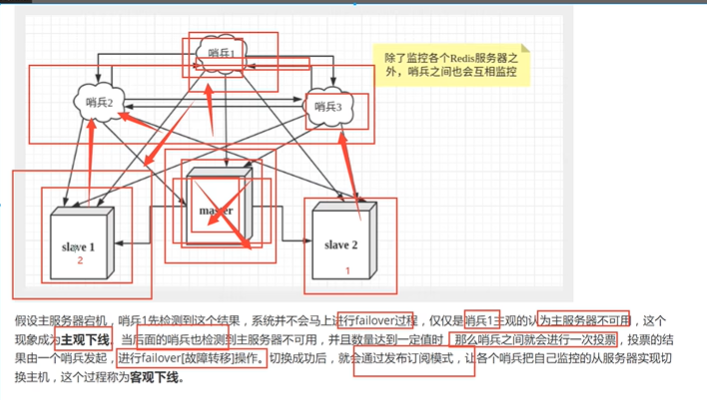 哨兵1
除了监控各个Redis服务器之
外，哨兵之间也会互相监控
哨兵2
哨兵3
master
slave 1
2
slave 2
1
假设主服务器宕机，哨兵1先检测到这个结果，系统并不会马上进行failover过程，仅仅是哨兵1主观的认为主服务器不可用，这个
现象成为主观下线。当后面的哨兵也检测到主服务器不可用，并且数量达到一定值时，那么哨兵之间就会进行一次投票，投票的结
果由一个哨兵发起，进行failover[故障转移]操作。切换成功后，就会通过发布订阅模式，让各个哨兵把自己监控的从服务器实现切
换主机，这个过程称为客观下线。